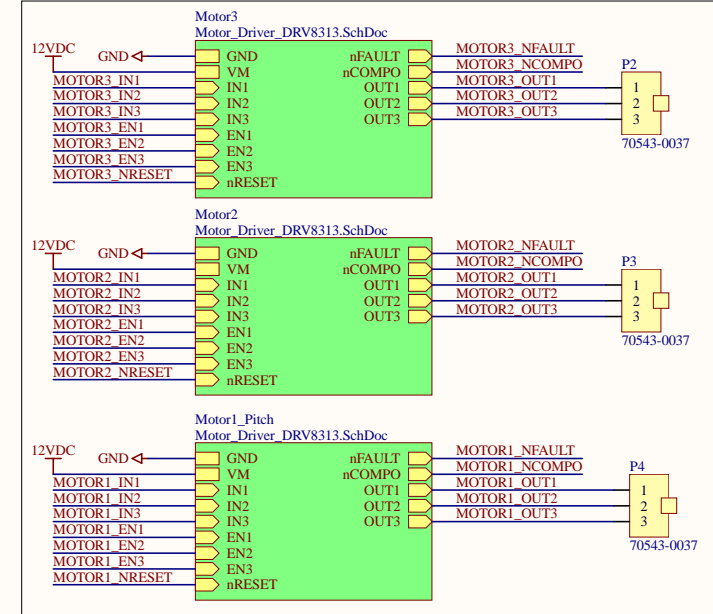 Motor3
Motor_Driver_DRV8313.SchDoc
12VDC
GND
GND
VM
IN1
IN2
IN3
EN1
EN2
EN3
nRESET
MOTOR3_IN1
MOTOR3_IN2
MOTOR3_IN3
MOTOR3_EN1
MOTOR3_EN2
MOTOR3_EN3
MOTOR3_NRESET
nFAULT
nCOMPO
OUT1
OUT2
OUT3
MOTOR3_NFAULT
MOTOR3_NCOMPO
MOTOR3_OUT1
MOTOR3_OUT2
MOTOR3_OUT3
P2
1
2
3
70543-0037
Motor2
Motor_Driver_DRV8313.SchDoc
12VDC
GND
GND
VM
IN1
IN2
IN3
EN1
EN2
EN3
nRESET
MOTOR2_IN1
MOTOR2_IN2
MOTOR2_IN3
MOTOR2_EN1
MOTOR2_EN2
MOTOR2_EN3
MOTOR2_NRESET
nFAULT
nCOMPO
OUT1
OUT2
OUT3
MOTOR2_NFAULT
MOTOR2_NCOMPO
MOTOR2_OUT1
MOTOR2_OUT2
MOTOR2_OUT3
P3
1
2
3
70543-0037
Motor1_Pitch
Motor_Driver_DRV8313.SchDoc
12VDC
GND
GND
VM
IN1
IN2
IN3
EN1
EN2
EN3
nRESET
MOTOR1_IN1
MOTOR1_IN2
MOTOR1_IN3
MOTOR1_EN1
MOTOR1_EN2
MOTOR1_EN3
MOTOR1_NRESET
nFAULT
nCOMPO
OUT1
OUT2
OUT3
MOTOR1_NFAULT
MOTOR1_NCOMPO
MOTOR1_OUT1
MOTOR1_OUT2
MOTOR1_OUT3
P4
1
2
3
70543-0037